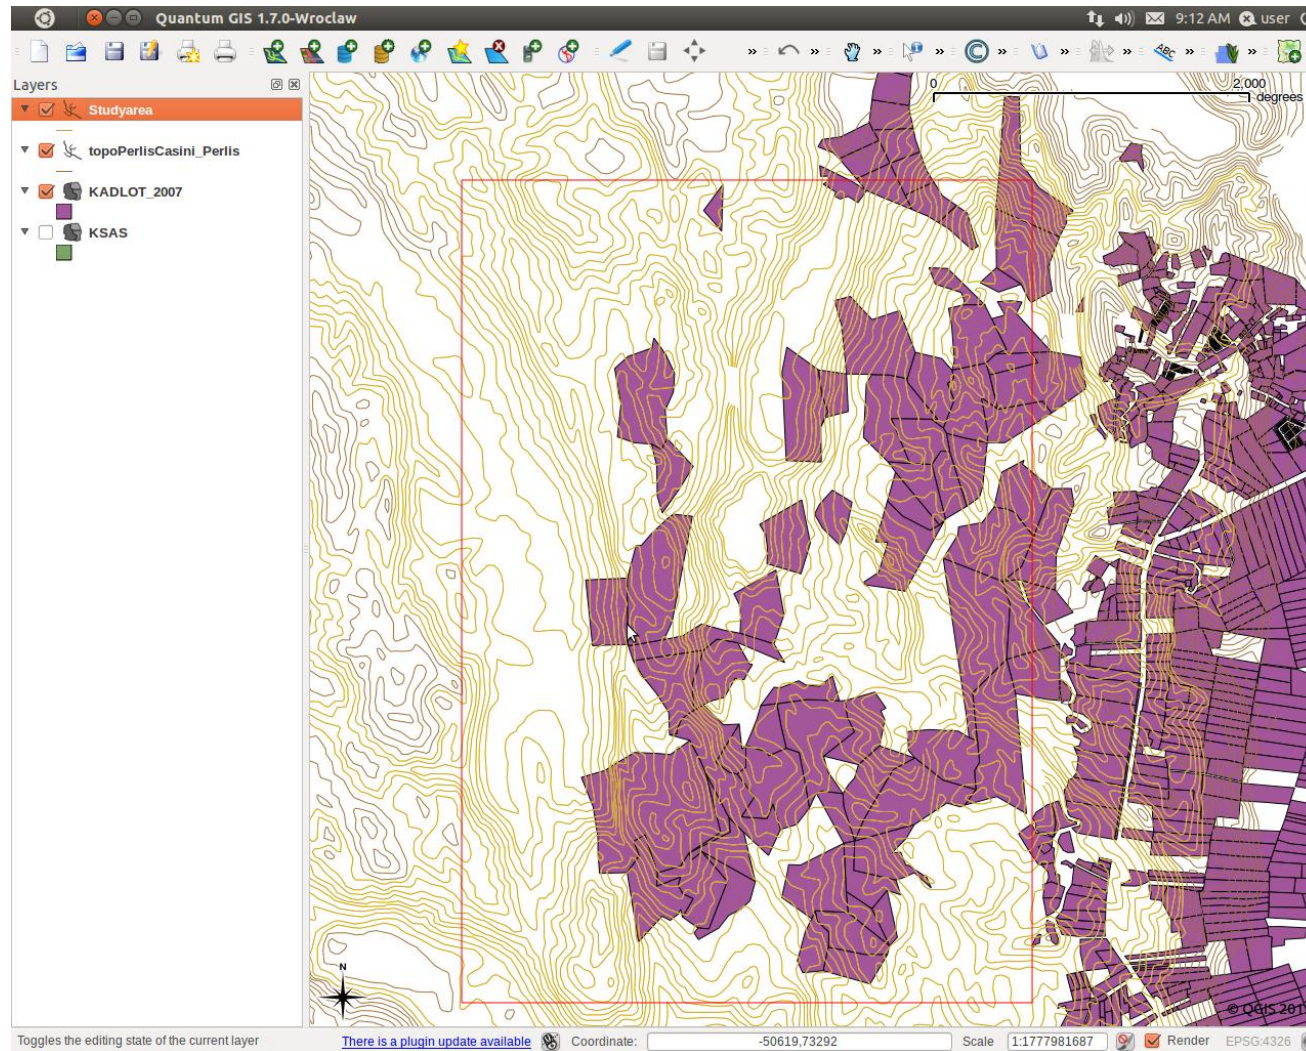 Quantum GIS 1.7.0-Wroclaw
9:12 AM user
ABC
Layers
Studyarea
topoPerlisCasini_Perlis
KADLOT_2007
KSAS
0 2,000
degrees
N
© QGIS 201
Toggles the editing state of the current layer There is a plugin update available Coordinate: -50619,73292 Scale 1:1777981687 Render EPSG:4326